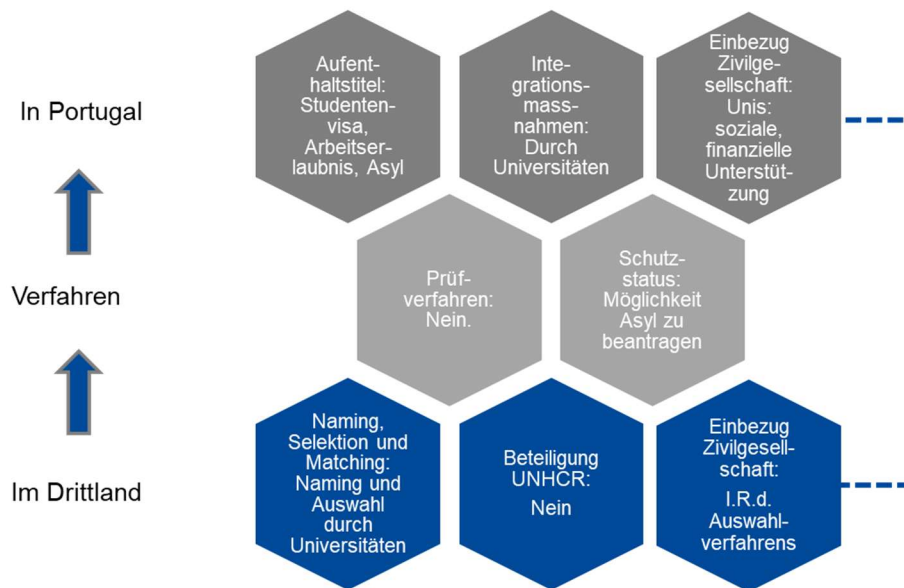 In Portugal
Aufent-
haltstitel:
Studenten-
visa,
Arbeitser-
laubnis, Asyl
Inte-
grations-
mass-
nahmen:
Durch
Universitäten
Einbezug
Zivilge-
sellschaft:
Unis:
soziale,
finanzielle
Unterstüt-
zung
Verfahren
Prüf-
verfahren:
Nein.
Schutz-
status:
Möglichkeit
Asyl zu
beantragen
Im Drittland
Naming,
Selektion und
Matching:
Naming und
Auswahl
durch
Universitäten
Beteiligung
UNHCR:
Nein
Einbezug
Zivilgesell-
schaft:
I.R.d.
Auswahl-
verfahrens